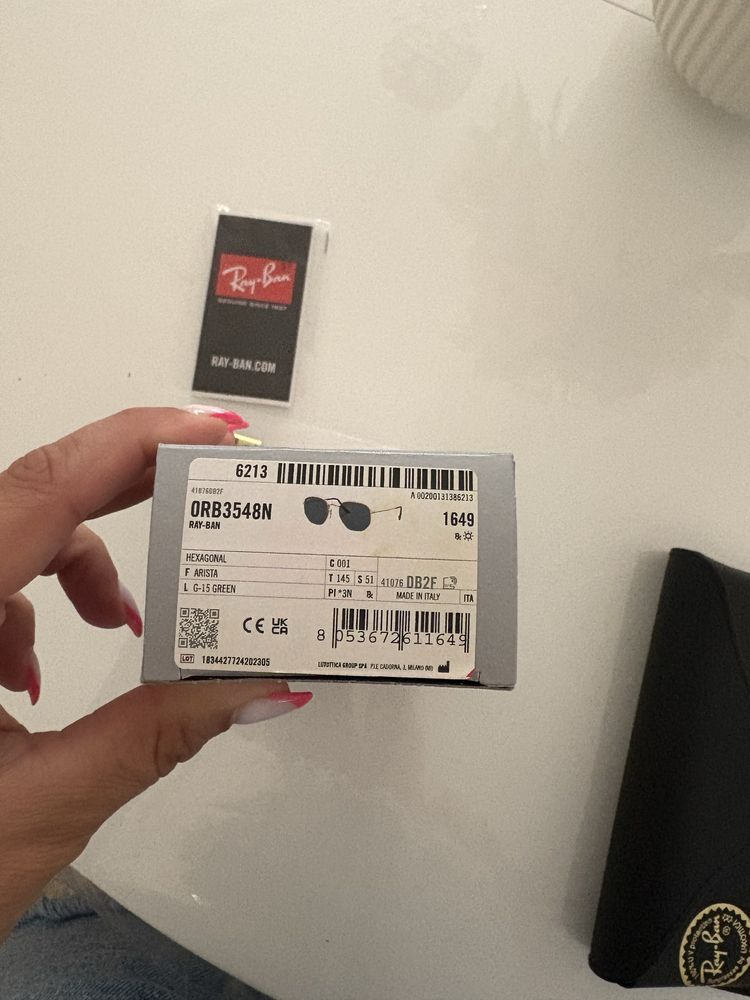 Ray-Ban
GENUINE SINCE 1937
RAY-BAN.COM
6213
41076DB2F
A 00200131386213
0RB3548N
RAY-BAN
1649
HEXAGONAL
C 001
F ARISTA
T 145 S 51
41076 DB2F
L G-15 GREEN
PI *3N
MADE IN ITALY
ITA
CE UK CA
8 053672 611649
LOT 1834427724202305
LUXOTTICA GROUP SPA P.LE CADORNA, 3, MILANO (MI)
Ray-Ban